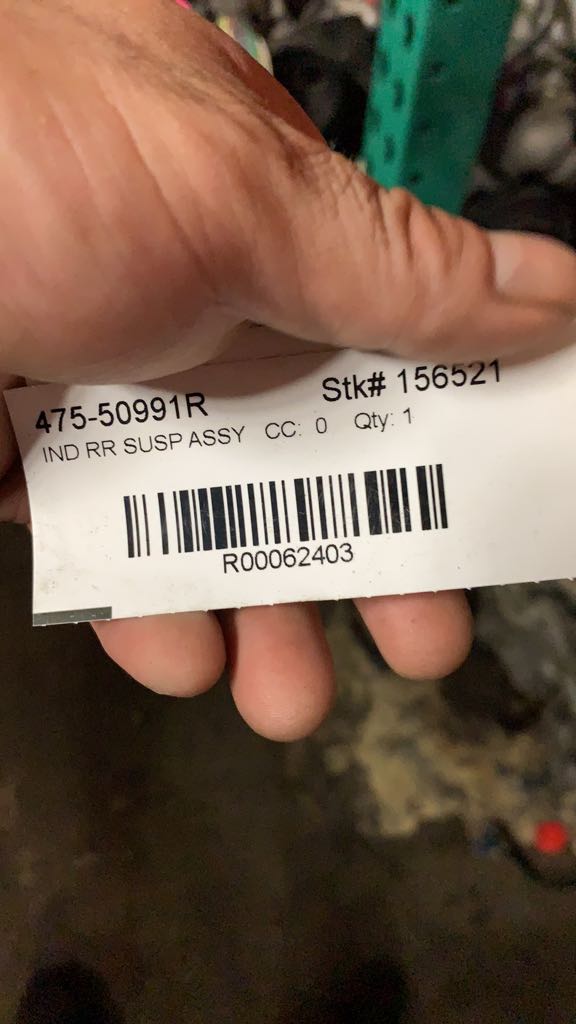 475-50991R Stk# 156521
IND RR SUSP ASSY CC: 0 Qty: 1
R00062403